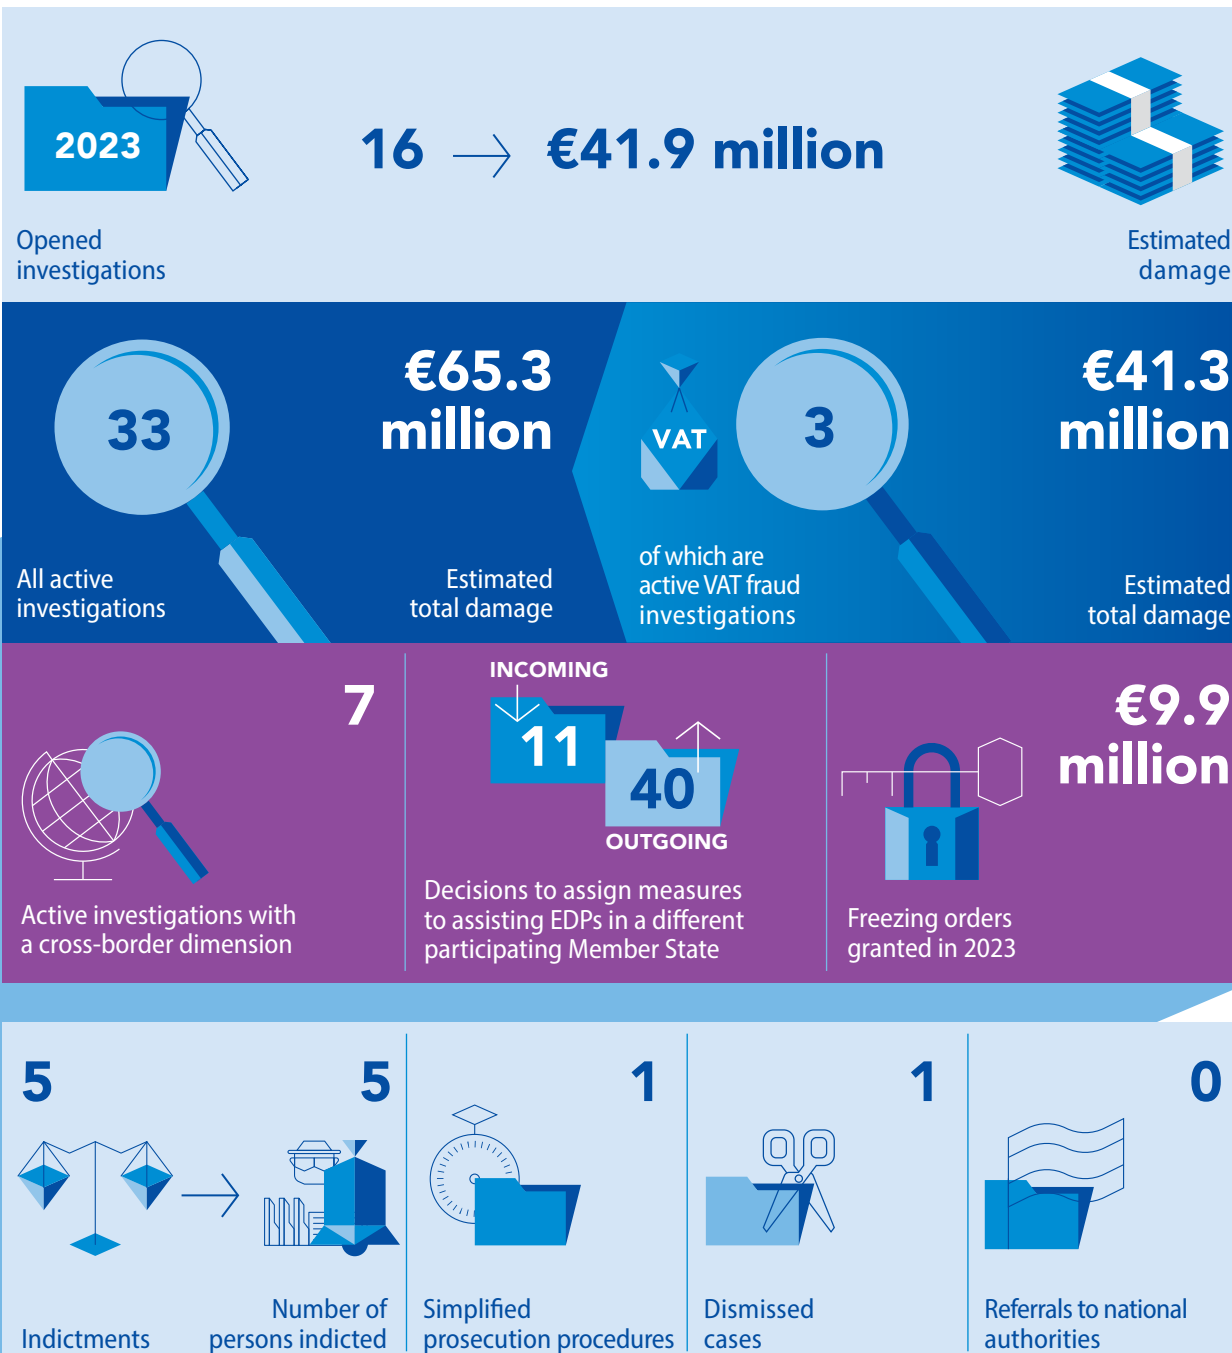 2023
16 → €41.9 million
Opened
investigations
Estimated
damage
33
€65.3
million
All active
investigations
Estimated
total damage
VAT
3
€41.3
million
of which are
active VAT fraud
investigations
Estimated
total damage
7
Active investigations with
a cross-border dimension
INCOMING
11
40
OUTGOING
Decisions to assign measures
to assisting EDPs in a different
participating Member State
€9.9
million
Freezing orders
granted in 2023
5
Indictments
5
Number of
persons indicted
1
Simplified
prosecution procedures
1
Dismissed
cases
0
Referrals to national
authorities